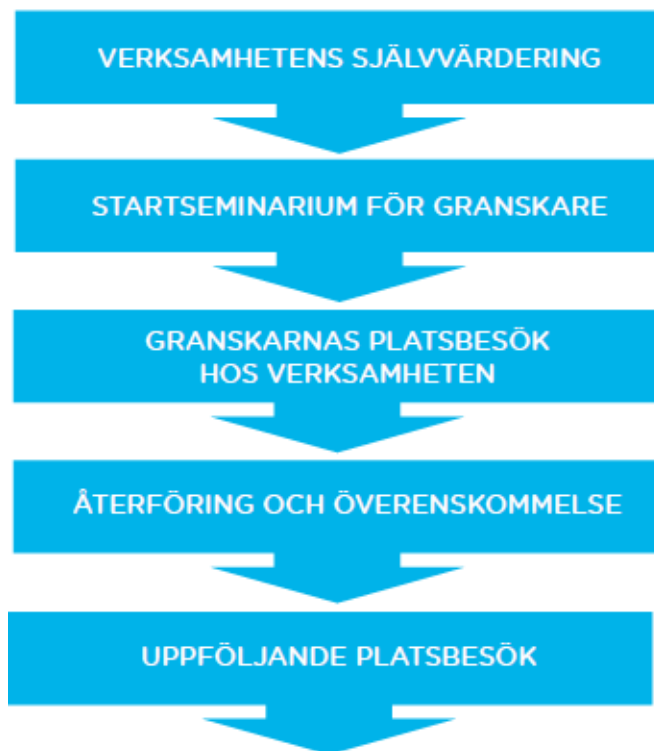 VERKSAMHETENS SJÄLVVÄRDERING
STARTSEMINARIUM FÖR GRANSKARE
GRANSKARNAS PLATSBESÖK
HOS VERKSAMHETEN
ÅTERFÖRING OCH ÖVERENSKOMMELSE
UPPFÖLJANDE PLATSBESÖK